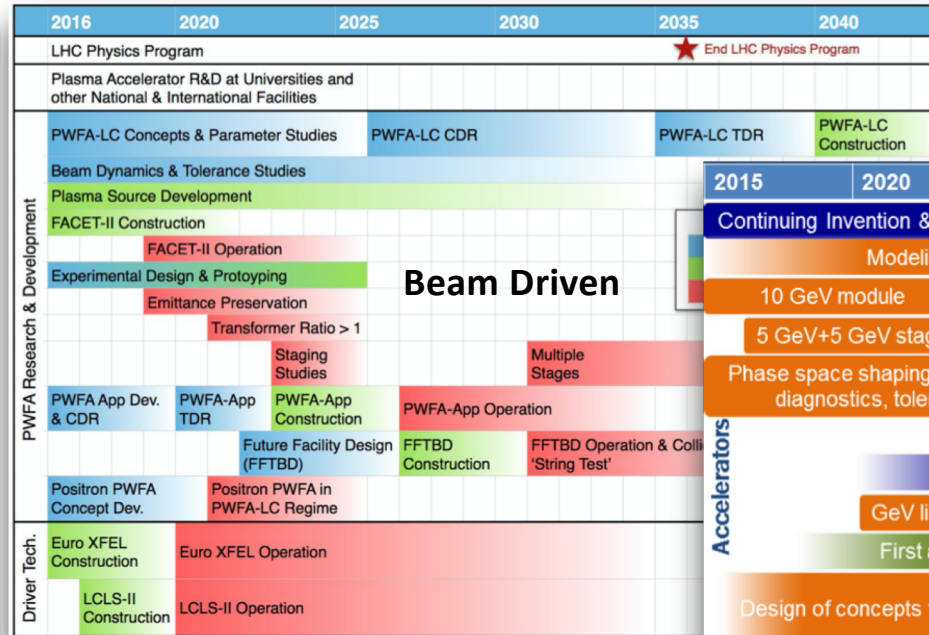 2016 2020 2025 2030 2035 2040
LHC Physics Program
End LHC Physics Program
Plasma Accelerator R&D at Universities and
other National & International Facilities
PWFA Research & Development
PWFA-LC Concepts & Parameter Studies
PWFA-LC CDR
PWFA-LC TDR
PWFA-LC
Construction
Beam Dynamics & Tolerance Studies
Plasma Source Development
FACET-II Construction
FACET-II Operation
Experimental Design & Protoyping
Beam Driven
Emittance Preservation
Transformer Ratio > 1
Staging
Studies
Multiple
Stages
PWFA App Dev.
& CDR
PWFA-App
TDR
PWFA-App
Construction
PWFA-App Operation
Future Facility Design
(FFTBD)
FFTBD
Construction
FFTBD Operation & Colli
'String Test'
Positron PWFA
Concept Dev.
Positron PWFA in
PWFA-LC Regime
Driver Tech.
Euro XFEL
Construction
Euro XFEL Operation
LCLS-II
Construction
LCLS-II Operation
2015 2020
Continuing Invention &
Modeli
10 GeV module
5 GeV+5 GeV stag
Phase space shaping
diagnostics, toler
Accelerators
GeV li
First a
Design of concepts